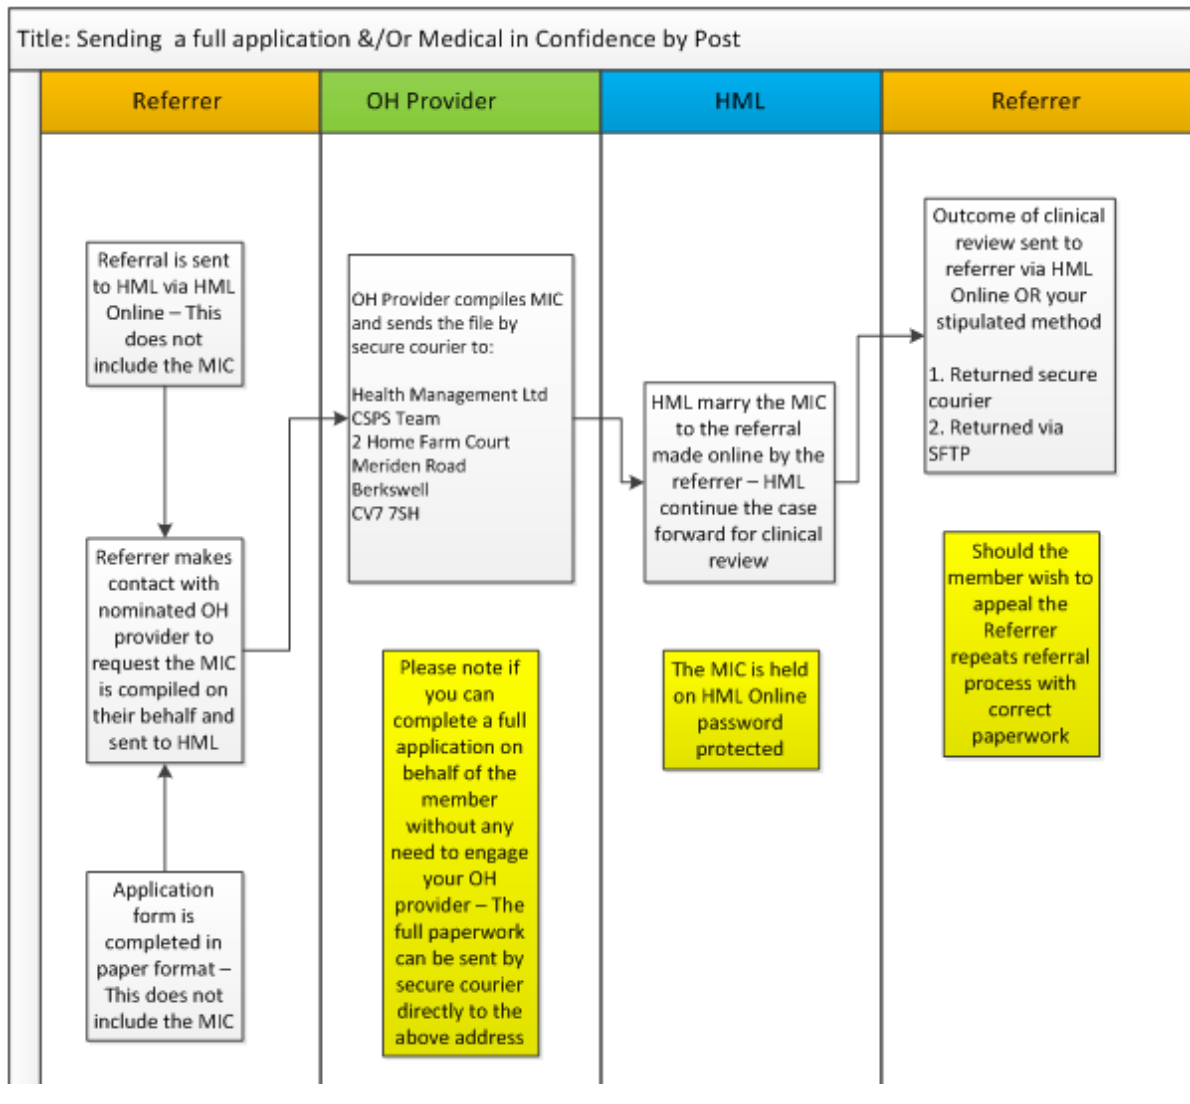 Title: Sending  a full application &/Or Medical in Confidence by Post
Referrer
OH Provider
HML
Referrer
Referral is sent
to HML via HML
Online – This
does not
include the MIC
Referrer makes
contact with
nominated OH
provider to
request the MIC
is compiled on
their behalf and
sent to HML
Application
form is
completed in
paper format –
This does not
include the MIC
OH Provider compiles MIC
and sends the file by
secure courier to:
Health Management Ltd
CSPS Team
2 Home Farm Court
Meriden Road
Berkswell
CV7 7SH
Please note if
you can
complete a full
application on
behalf of the
member
without any
need to engage
your OH
provider – The
full paperwork
can be sent by
secure courier
directly to the
above address
HML marry the MIC
to the referral
made online by the
referrer – HML
continue the case
forward for clinical
review
The MIC is held
on HML Online
password
protected
Outcome of clinical
review sent to
referrer via HML
Online OR your
stipulated method
1. Returned secure
courier
2. Returned via
SFTP
Should the
member wish to
appeal the
Referrer
repeats referral
process with
correct
paperwork